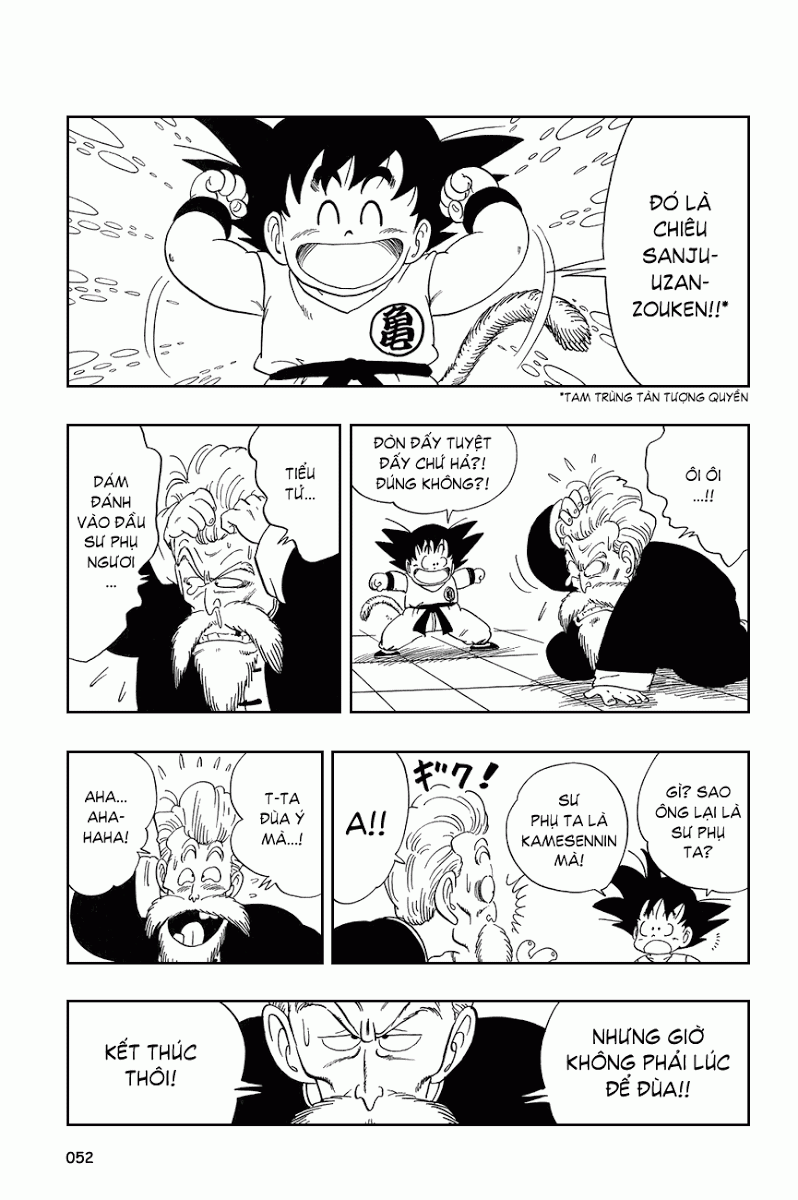 ĐÓ LÀ
CHIÊU
SANJU-
UZAN-
ZOUKEN!!*
亀
*TAM TRÙNG TÁN TƯỢNG QUYỀN
ÔI ÔI
...!!
ĐÒN ĐẤY TUYỆT
ĐẤY CHỨ HẢ?!
ĐÚNG KHÔNG?!
TIỂU
TỬ...
DÁM
ĐÁNH
VÀO ĐẦU
SƯ PHỤ
NGƯƠI
...
GÌ? SAO
ÔNG LẠI LÀ
SƯ PHỤ
TA?
SƯ
PHỤ TA LÀ
KAMESENNIN
MÀ!
ギク!
A!!
T-TA
ĐÙA Ý
MÀ...!
AHA...
AHA-
HAHA!
NHƯNG GIỜ
KHÔNG PHẢI LÚC
ĐỂ ĐÙA!!
KẾT THÚC
THÔI!
052